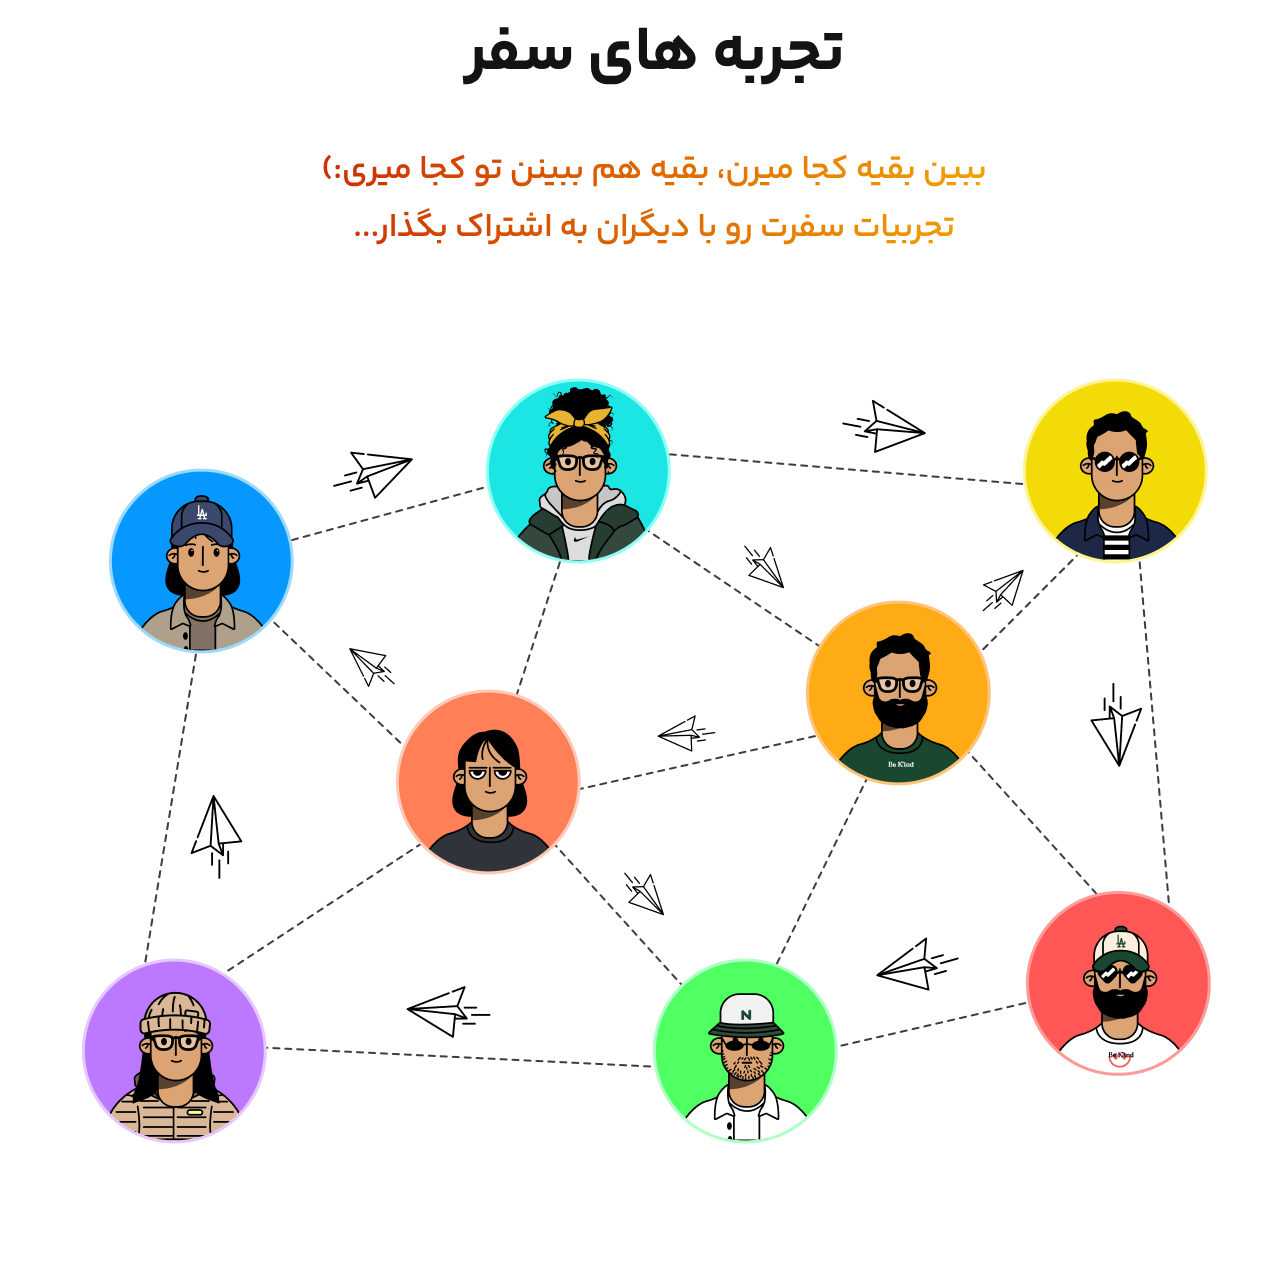 تجربه های سفر
ببین بقیه کجا میرن، بقیه هم ببینن تو کجا میری:)
تجربیات سفرت رو با دیگران به اشتراک بگذار...
LA
Be Kind
LA
N
Be Kind